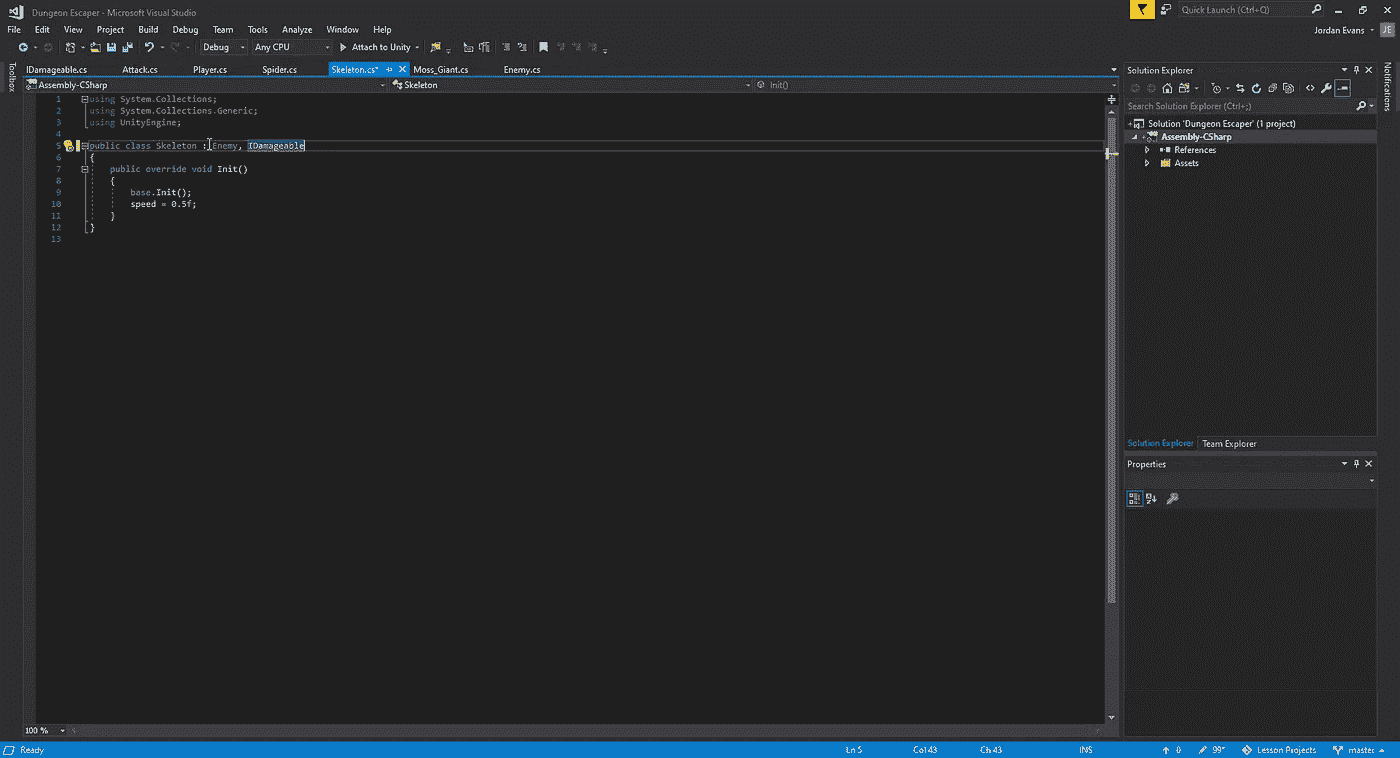 Dungeon Escaper - Microsoft Visual Studio
Quick Launch (Ctrl+Q)
File Edit View Project Build Debug Team Tools Analyze Window Help
Jordan Evans JE
Debug Any CPU Attach to Unity
Toolbox
IDamageable.cs Attack.cs Player.cs Spider.cs Skeleton.cs* Moss_Giant.cs Enemy.cs
Assembly-CSharp Skeleton Init()
1 using System.Collections;
2 using System.Collections.Generic;
3 using UnityEngine;
4
5 public class Skeleton : Enemy, IDamageable
6 {
7 public override void Init()
8 {
9 base.Init();
10 speed = 0.5f;
11 }
12 }
13
100 %
Solution Explorer
Search Solution Explorer (Ctrl+;)
Solution 'Dungeon Escaper' (1 project)
Assembly-CSharp
References
Assets
Solution Explorer Team Explorer
Properties
Notifications
Ready Ln 5 Col 43 Ch 43 INS 0 99* Lesson Projects master